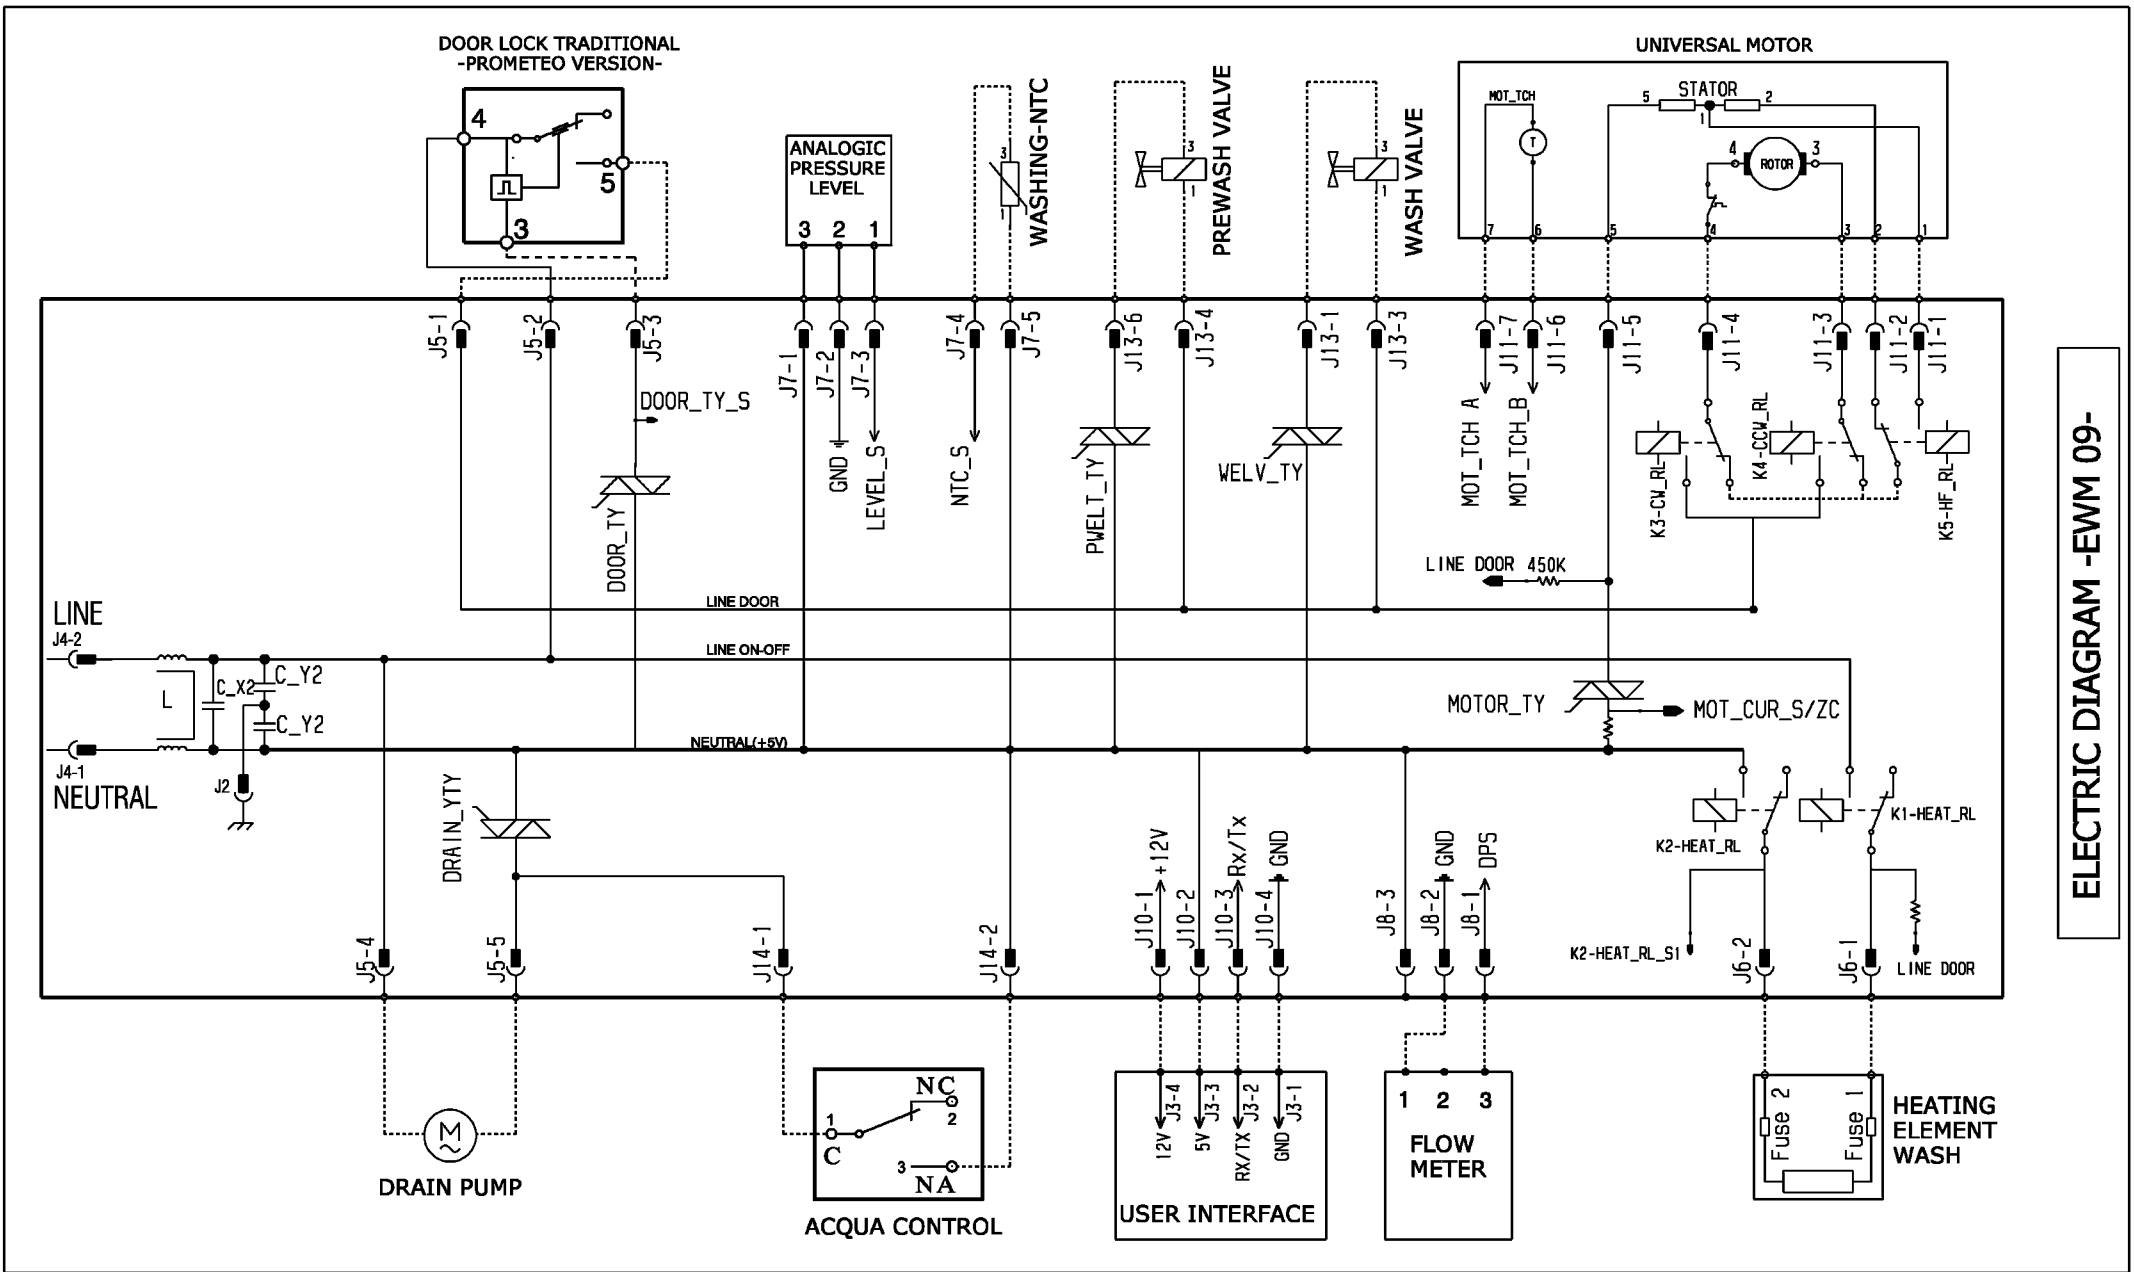 DOOR LOCK TRADITIONAL
-PROMETEO VERSION-
4
5
3
ANALOGIC
PRESSURE
LEVEL
3 2 1
3
1
WASHING-NTC
3
1
PREWASH VALVE
3
1
WASH VALVE
UNIVERSAL MOTOR
MOT_TCH
T
STATOR
5
1
2
4
ROTOR
3
7
6
5
4
3
2
1
J5-1
J5-2
J5-3
J7-1
J7-2
J7-3
J7-4
J7-5
J13-6
J13-4
J13-1
J13-3
J11-7
J11-6
J11-5
J11-4
J11-3
J11-2
J11-1
DOOR_TY_S
DOOR_TY
GND
LEVEL_S
NTC_S
PWELT_TY
WELV_TY
MOT_TCH A
MOT_TCH_B
K3-CW_RL
K4-CCW_RL
K5-HF_RL
LINE DOOR 450K
LINE DOOR
LINE ON-OFF
NEUTRAL(+5V)
LINE
J4-2
L
C_X2
C_Y2
C_Y2
J4-1
NEUTRAL
J2
MOTOR_TY
MOT_CUR_S/ZC
DRAIN_YTY
K2-HEAT_RL
K1-HEAT_RL
+12V
Rx/Tx
GND
GND
DPS
J5-4
J5-5
J14-1
J14-2
J10-1
J10-2
J10-3
J10-4
J8-3
J8-2
J8-1
K2-HEAT_RL_S1
J6-2
J6-1
LINE DOOR
M
DRAIN PUMP
NC
1
2
C
3
NA
ACQUA CONTROL
J3-4
J3-3
J3-2
J3-1
12V
5V
RX/TX
GND
USER INTERFACE
1 2 3
FLOW
METER
Fuse 2
Fuse 1
HEATING
ELEMENT
WASH
ELECTRIC DIAGRAM -EWM 09-